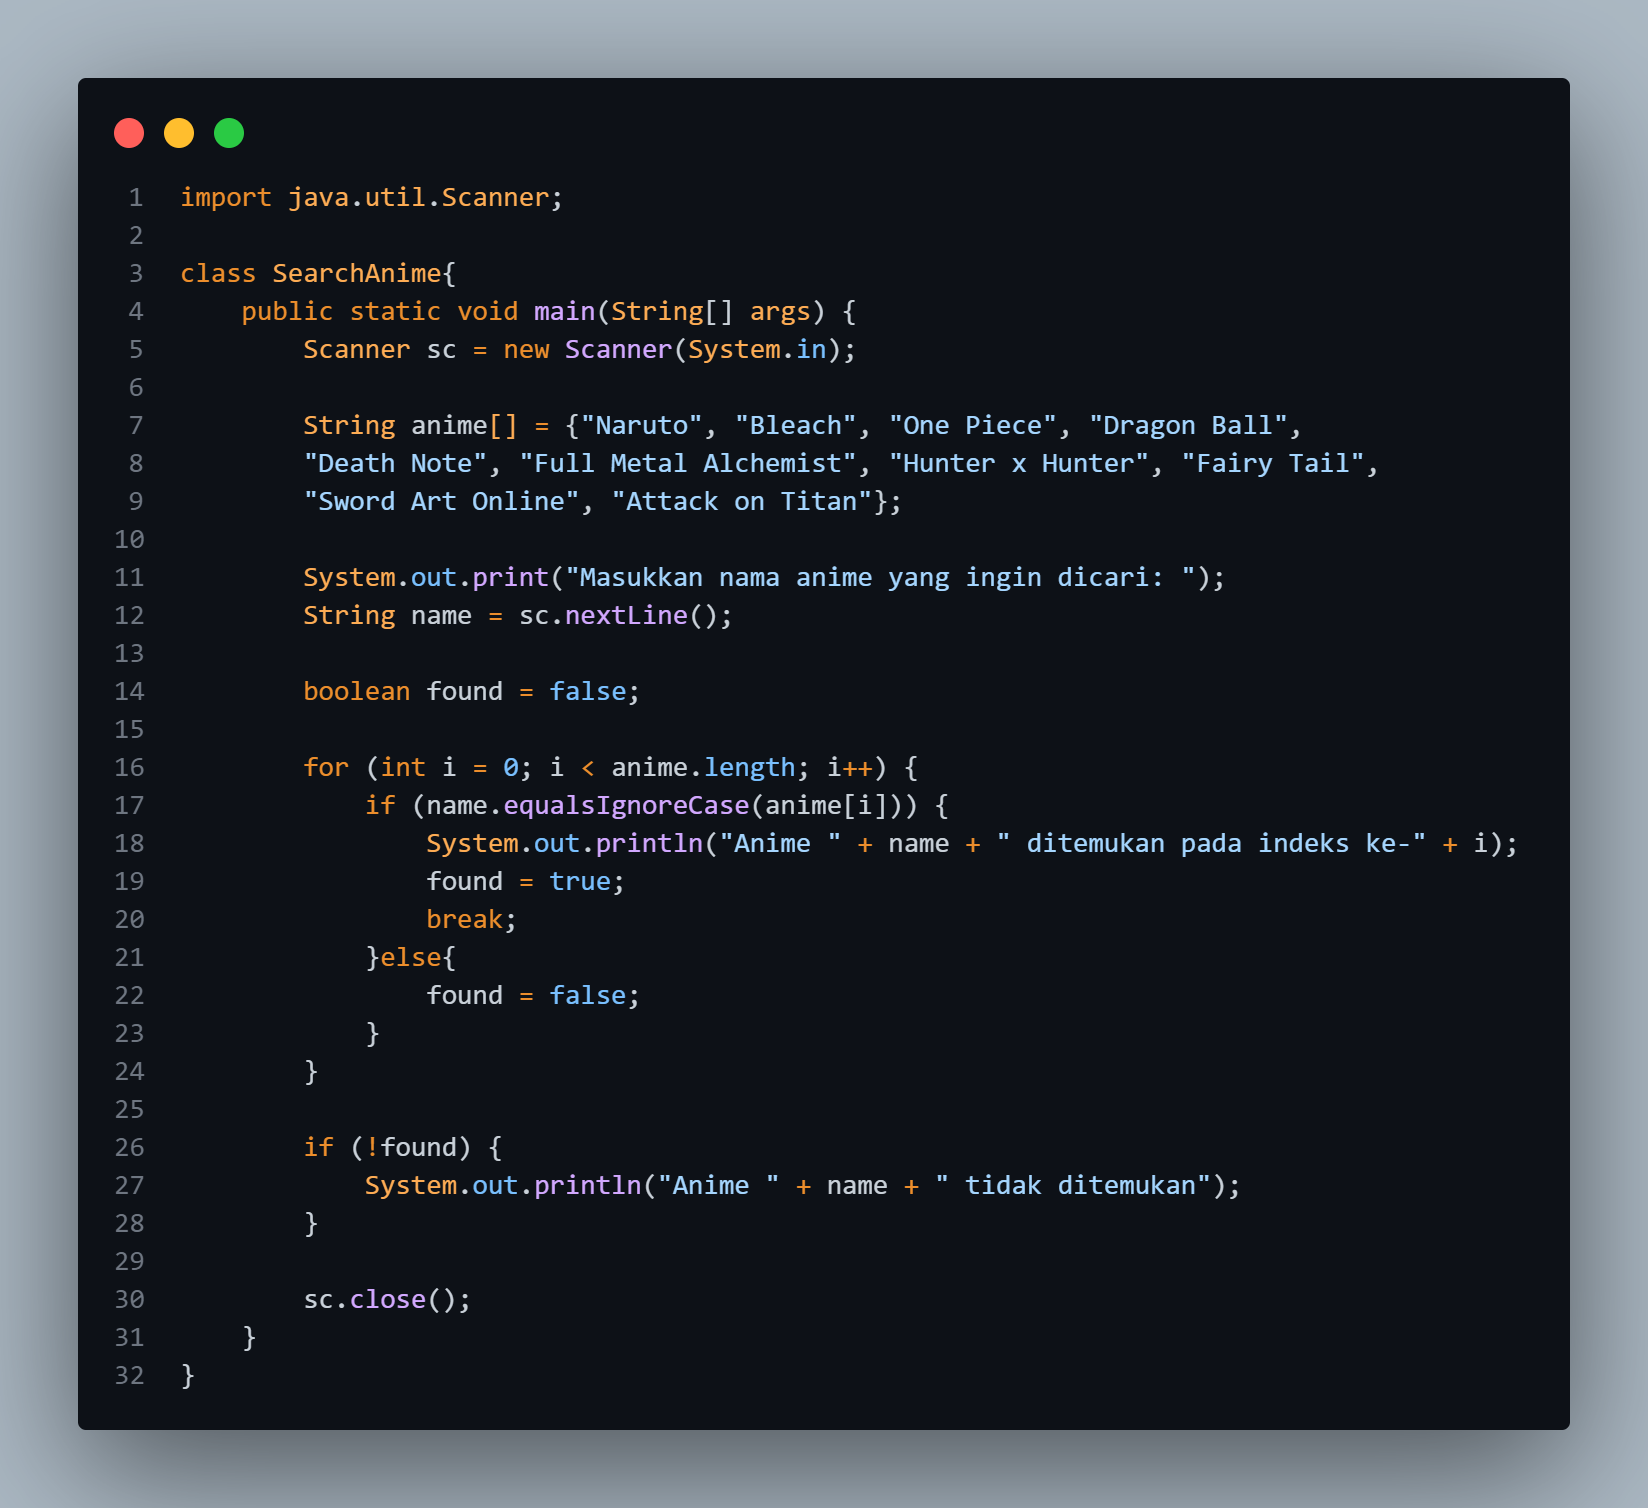 1 import java.util.Scanner;
2
3 class SearchAnime{
4     public static void main(String[] args) {
5         Scanner sc = new Scanner(System.in);
6
7         String anime[] = {"Naruto", "Bleach", "One Piece", "Dragon Ball",
8         "Death Note", "Full Metal Alchemist", "Hunter x Hunter", "Fairy Tail",
9         "Sword Art Online", "Attack on Titan"};
10
11         System.out.print("Masukkan nama anime yang ingin dicari: ");
12         String name = sc.nextLine();
13
14         boolean found = false;
15
16         for (int i = 0; i < anime.length; i++) {
17             if (name.equalsIgnoreCase(anime[i])) {
18                 System.out.println("Anime " + name + " ditemukan pada indeks ke-" + i);
19                 found = true;
20                 break;
21             }else{
22                 found = false;
23             }
24         }
25
26         if (!found) {
27             System.out.println("Anime " + name + " tidak ditemukan");
28         }
29
30         sc.close();
31     }
32 }